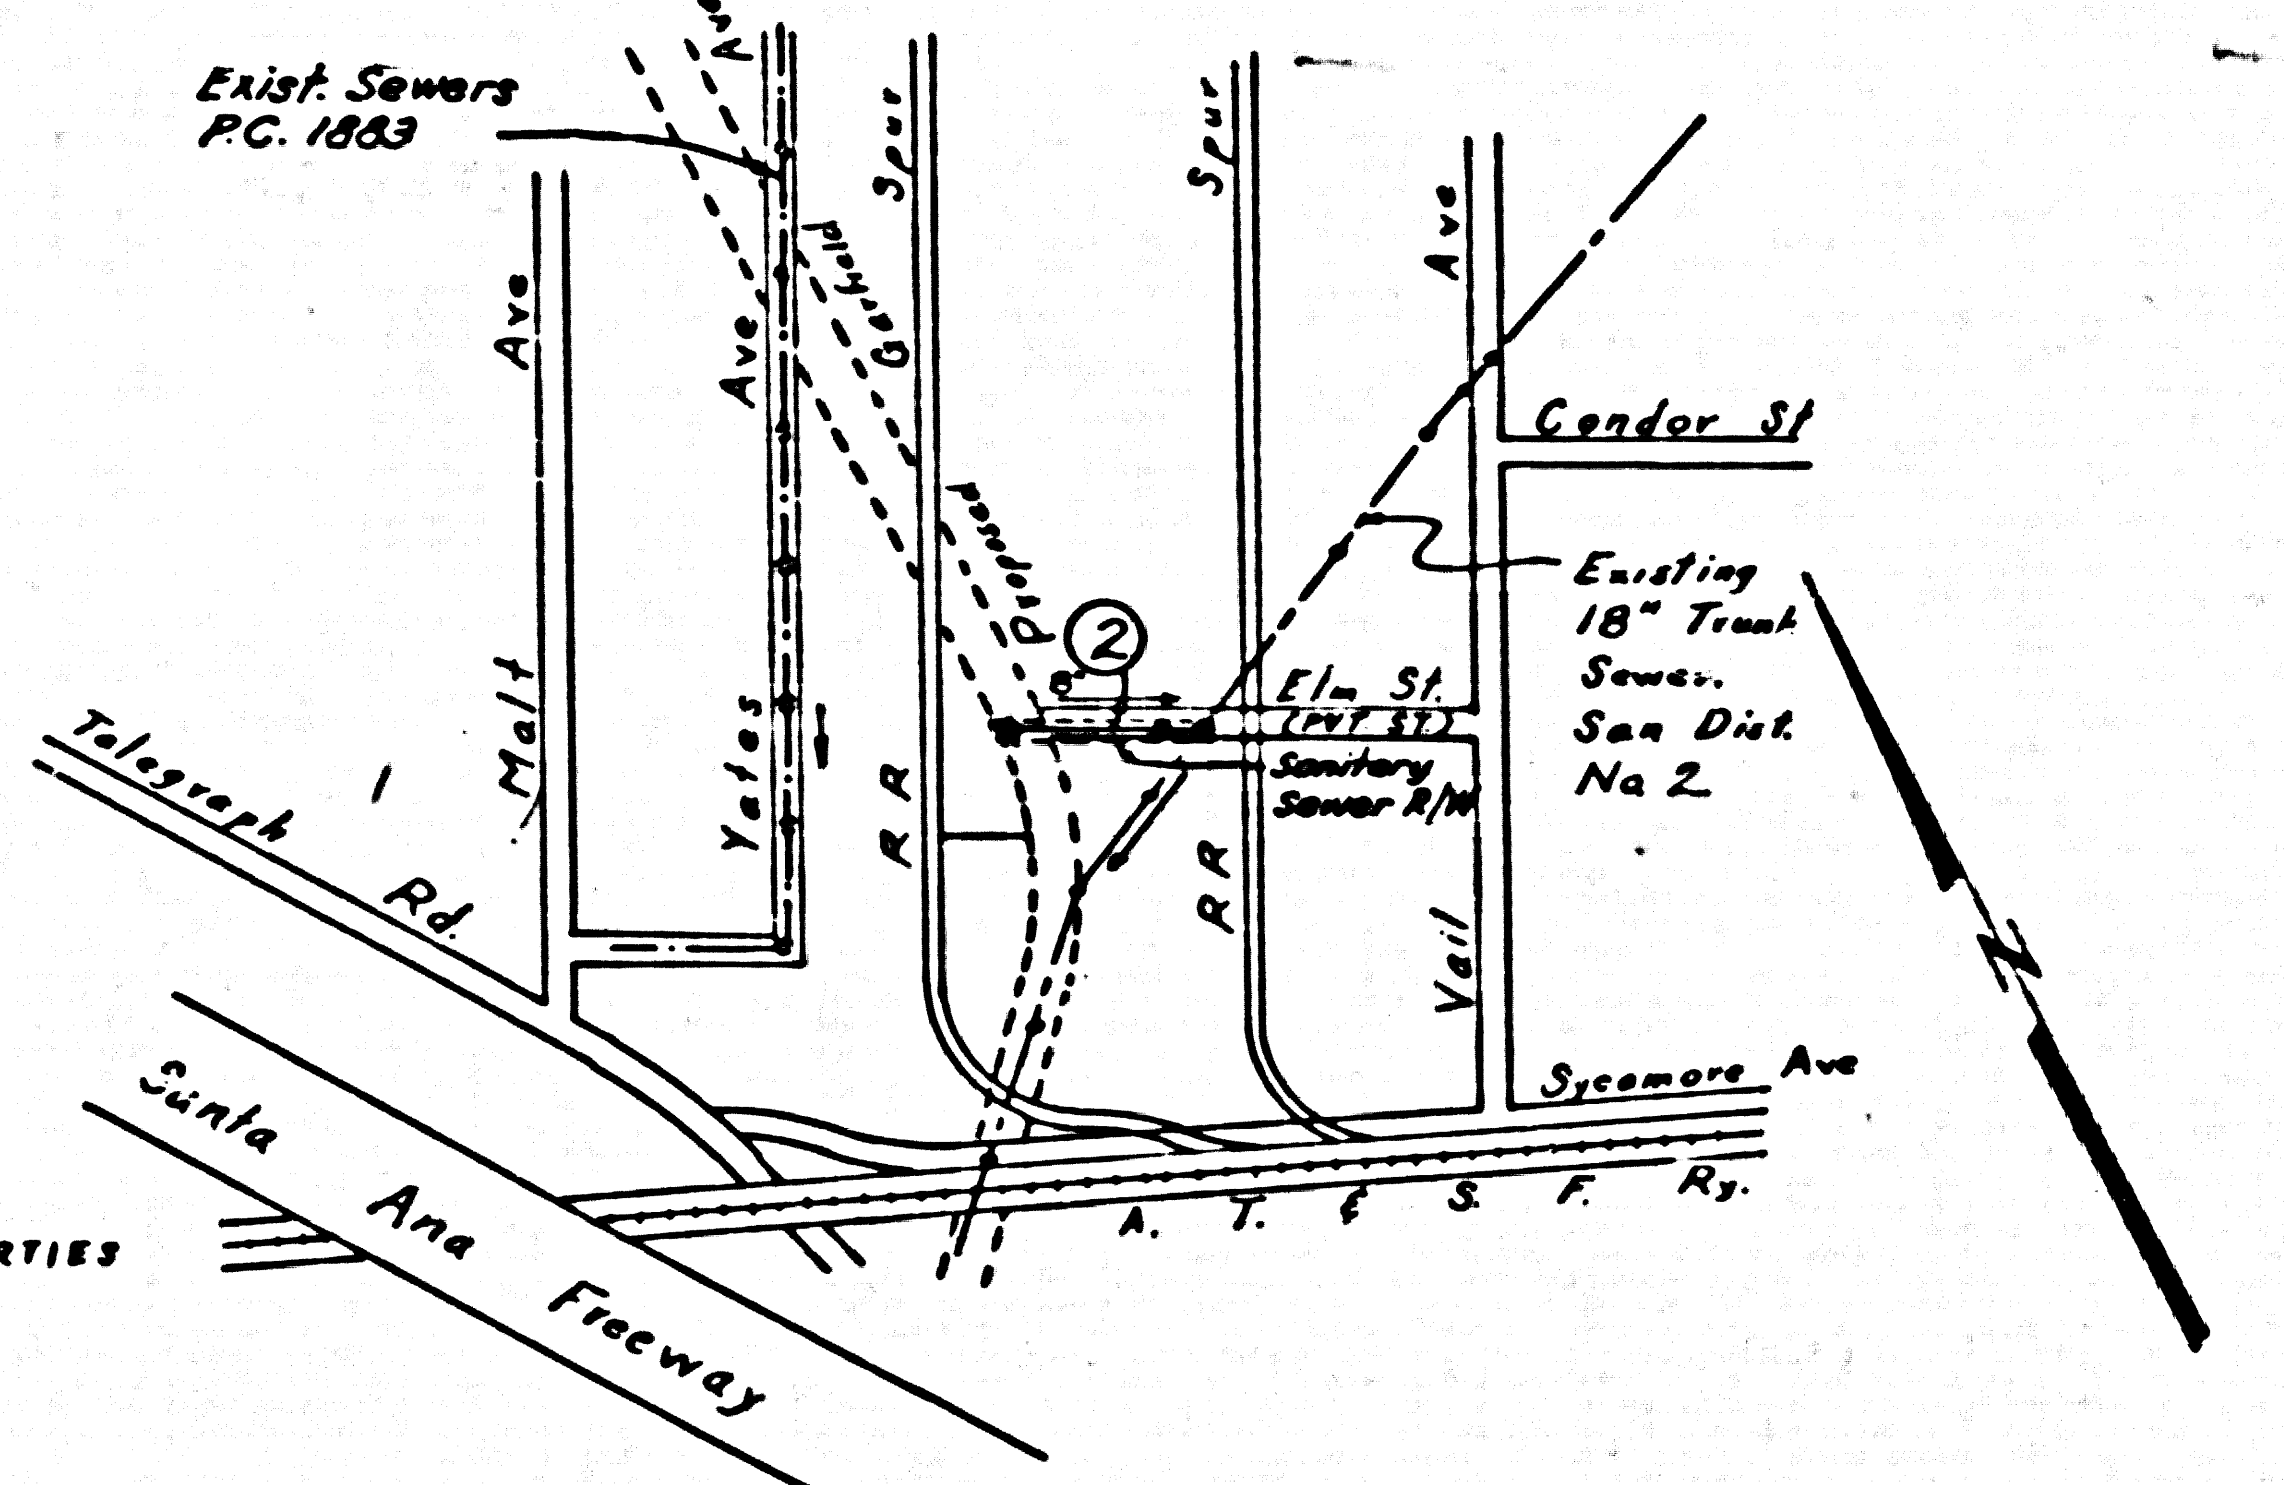 Exist. Sewers
P.C. 1883
Ave
Spur
Spur
Ave
Ave
Ave
Garfield
Condor St
Proposed
Existing
18" Trunk
Sewer.
San Dist.
No 2
2
8"
Elm St.
(PVT ST.)
Sanitary
Sewer R/W
Malt
Yates
R R
R R
Vail
N
Telegraph
Rd.
Sycamore Ave
Santa
Ana
Freeway
A. T. & S. F. Ry.
RTIES